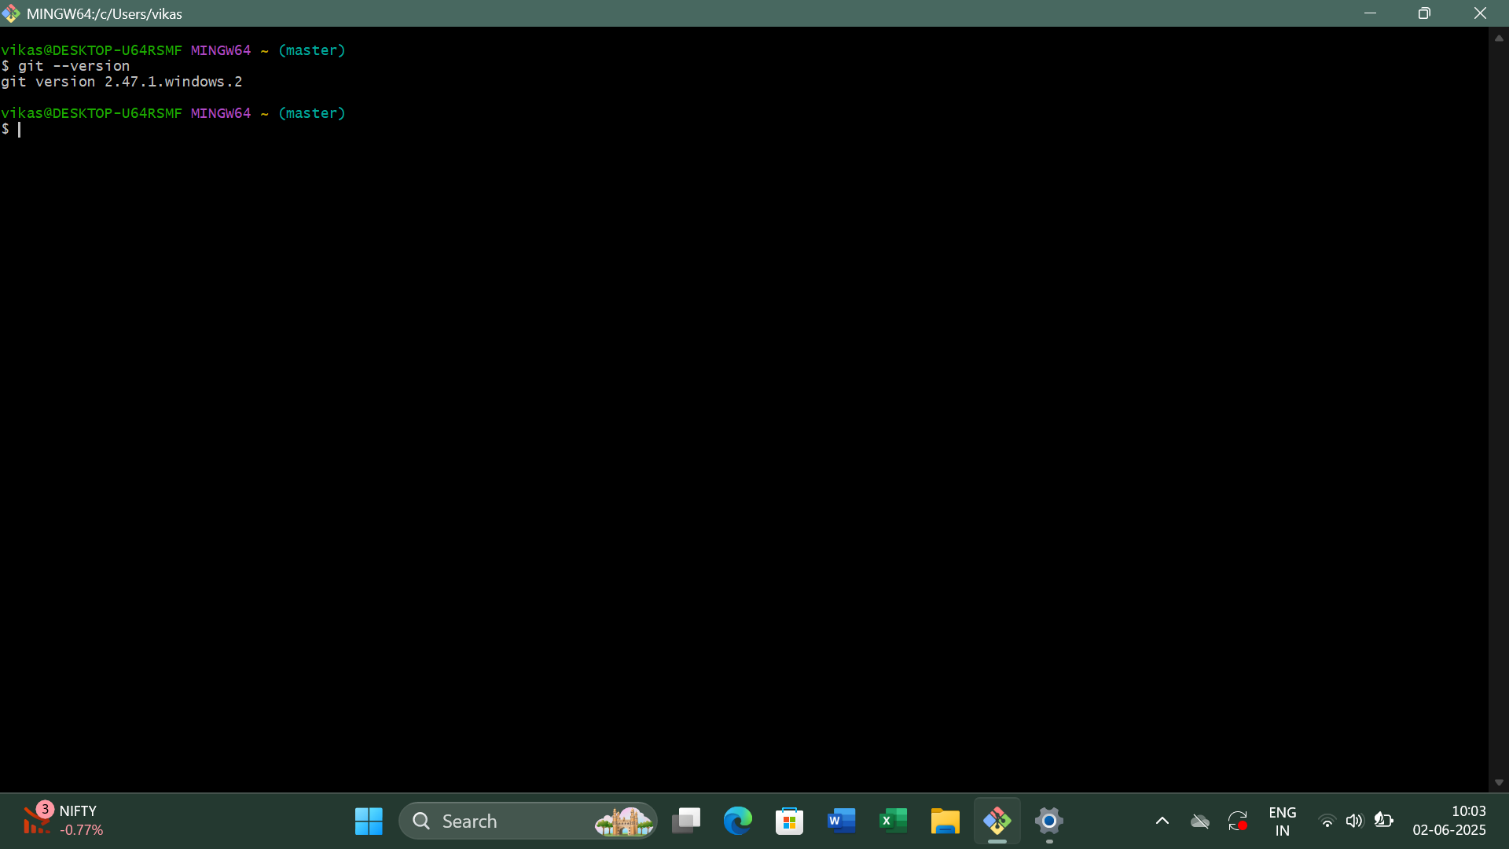 MINGW64:/c/Users/vikas
vikas@DESKTOP-U64RSMF MINGW64 ~ (master)
$ git --version
git version 2.47.1.windows.2
vikas@DESKTOP-U64RSMF MINGW64 ~ (master)
$
3
NIFTY
-0.77%
Search
W
X
ENG
IN
10:03
02-06-2025